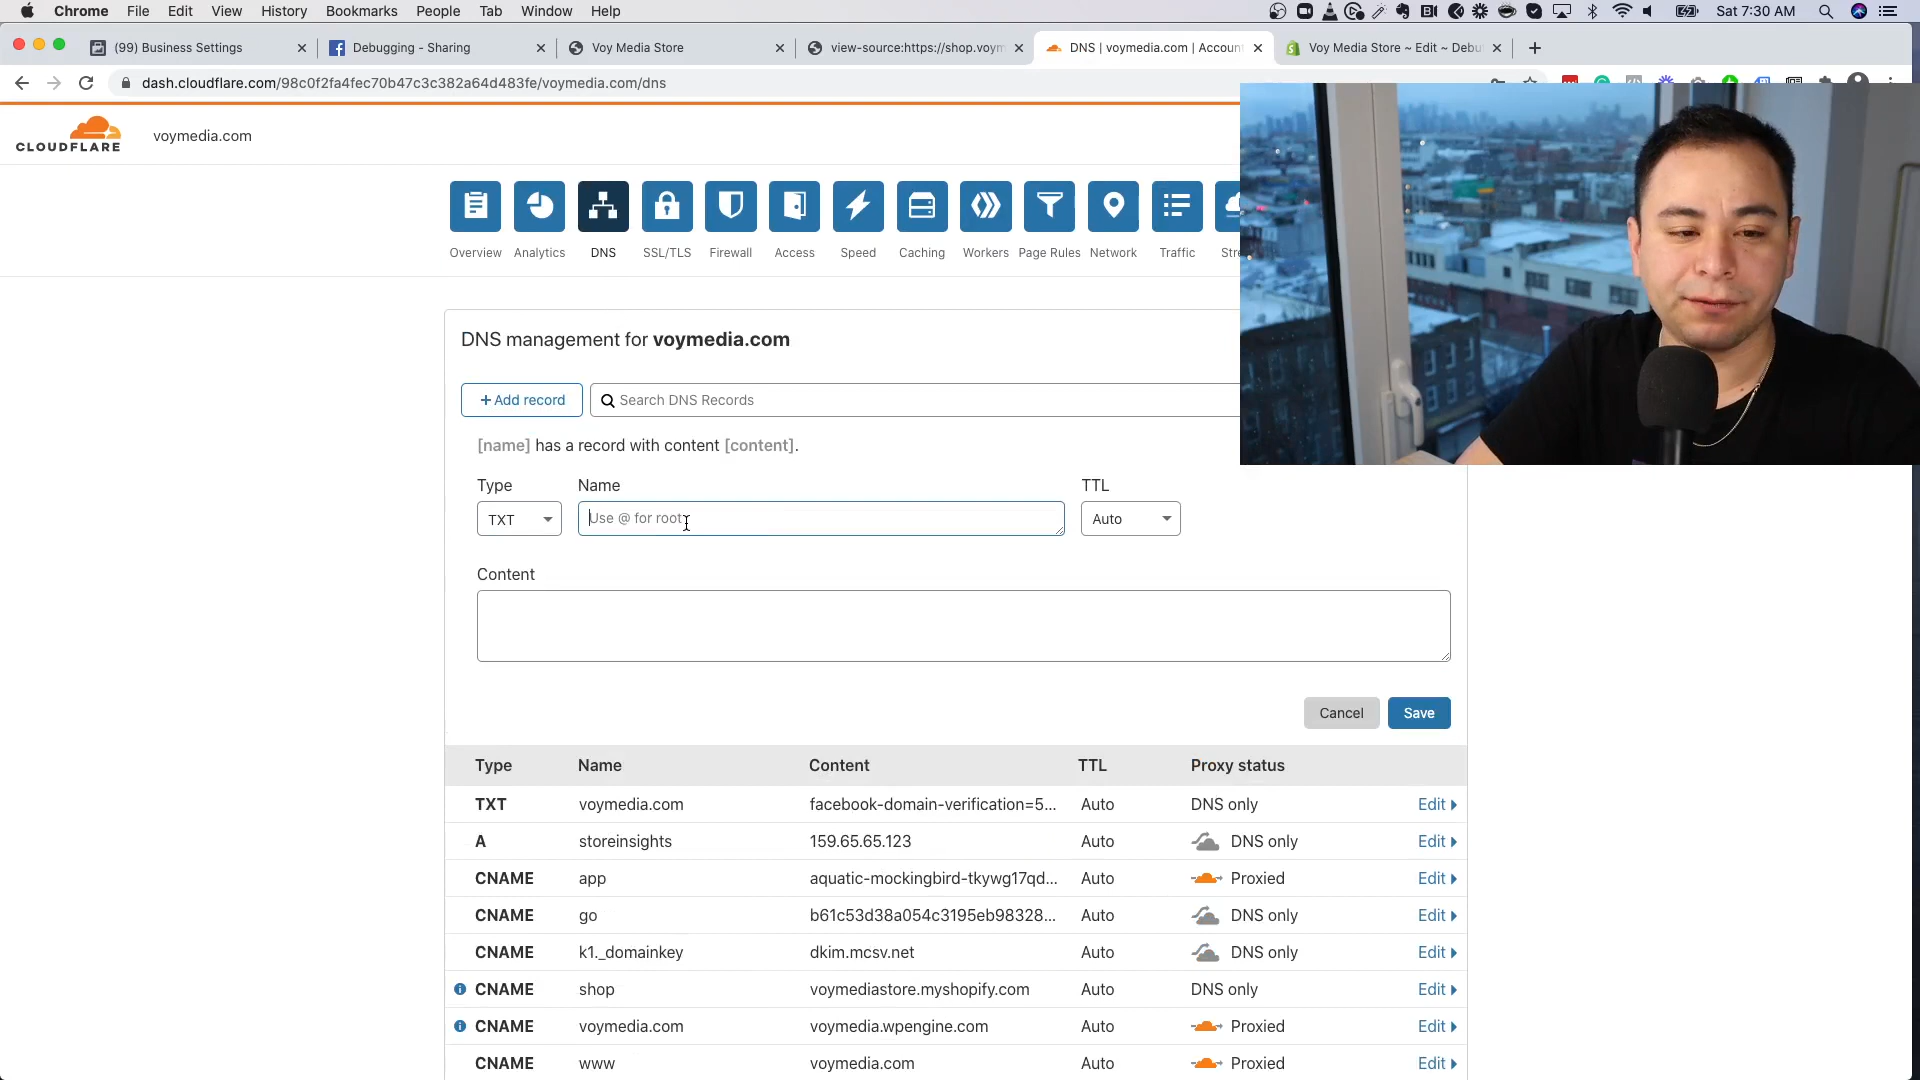 Chrome File Edit View History Bookmarks People Tab Window Help Sat 7:30 AM
(99) Business Settings
Debugging - Sharing
Voy Media Store
view-source:https://shop.voym
DNS | voymedia.com | Account
Voy Media Store ~ Edit ~ Debu
dash.cloudflare.com/98c0f2fa4fec70b47c3c382a64d483fe/voymedia.com/dns
CLOUDFLARE voymedia.com
Overview Analytics DNS SSL/TLS Firewall Access Speed Caching Workers Page Rules Network Traffic
DNS management for voymedia.com
+ Add record Search DNS Records
[name] has a record with content [content].
Type Name TTL
TXT Use @ for root Auto
Content
Cancel Save
Type Name Content TTL Proxy status
TXT voymedia.com facebook-domain-verification=5... Auto DNS only Edit
A storeinsights 159.65.65.123 Auto DNS only Edit
CNAME app aquatic-mockingbird-tkywg17qd... Auto Proxied Edit
CNAME go b61c53d38a054c3195eb98328... Auto DNS only Edit
CNAME k1._domainkey dkim.mcsv.net Auto DNS only Edit
CNAME shop voymediastore.myshopify.com Auto DNS only Edit
CNAME voymedia.com voymedia.wpengine.com Auto Proxied Edit
CNAME www voymedia.com Auto Proxied Edit